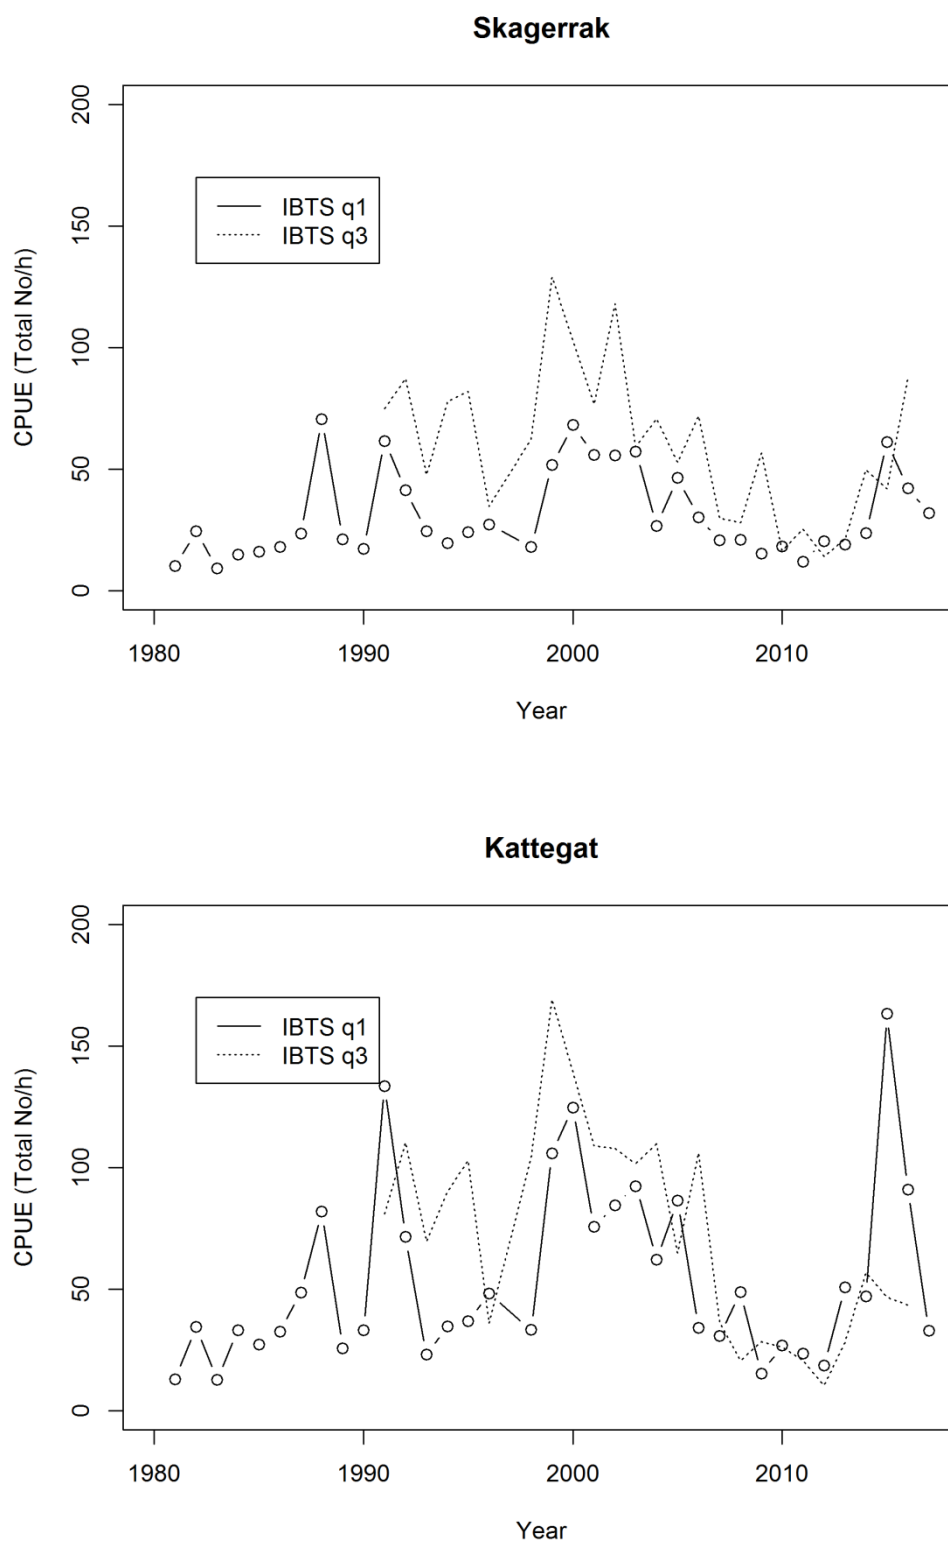 Skagerrak
200
150
100
50
0
CPUE (Total No/h)
IBTS q1
IBTS q3
1980 1990 2000 2010
Year
Kattegat
200
150
100
50
0
CPUE (Total No/h)
IBTS q1
IBTS q3
1980 1990 2000 2010
Year